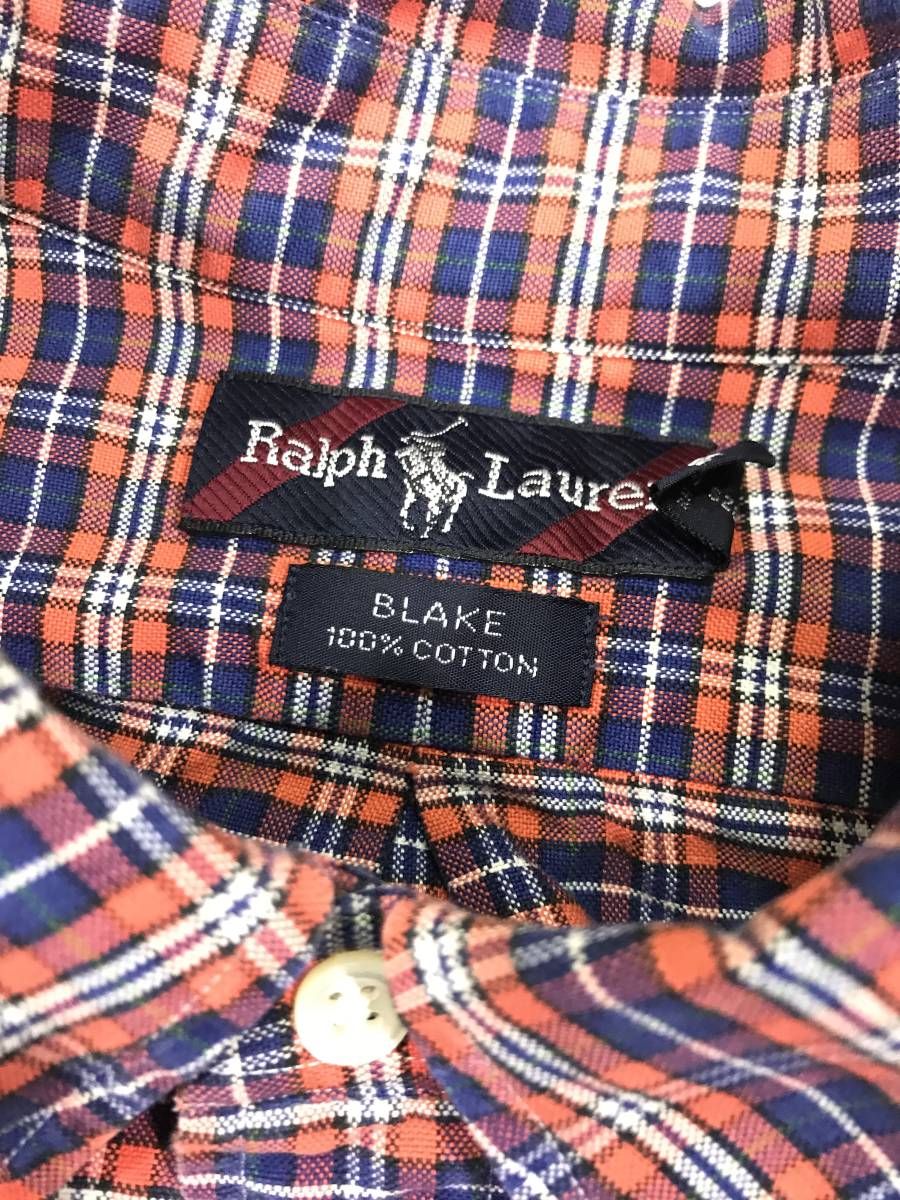 Ralph Lauren
BLAKE
100% COTTON